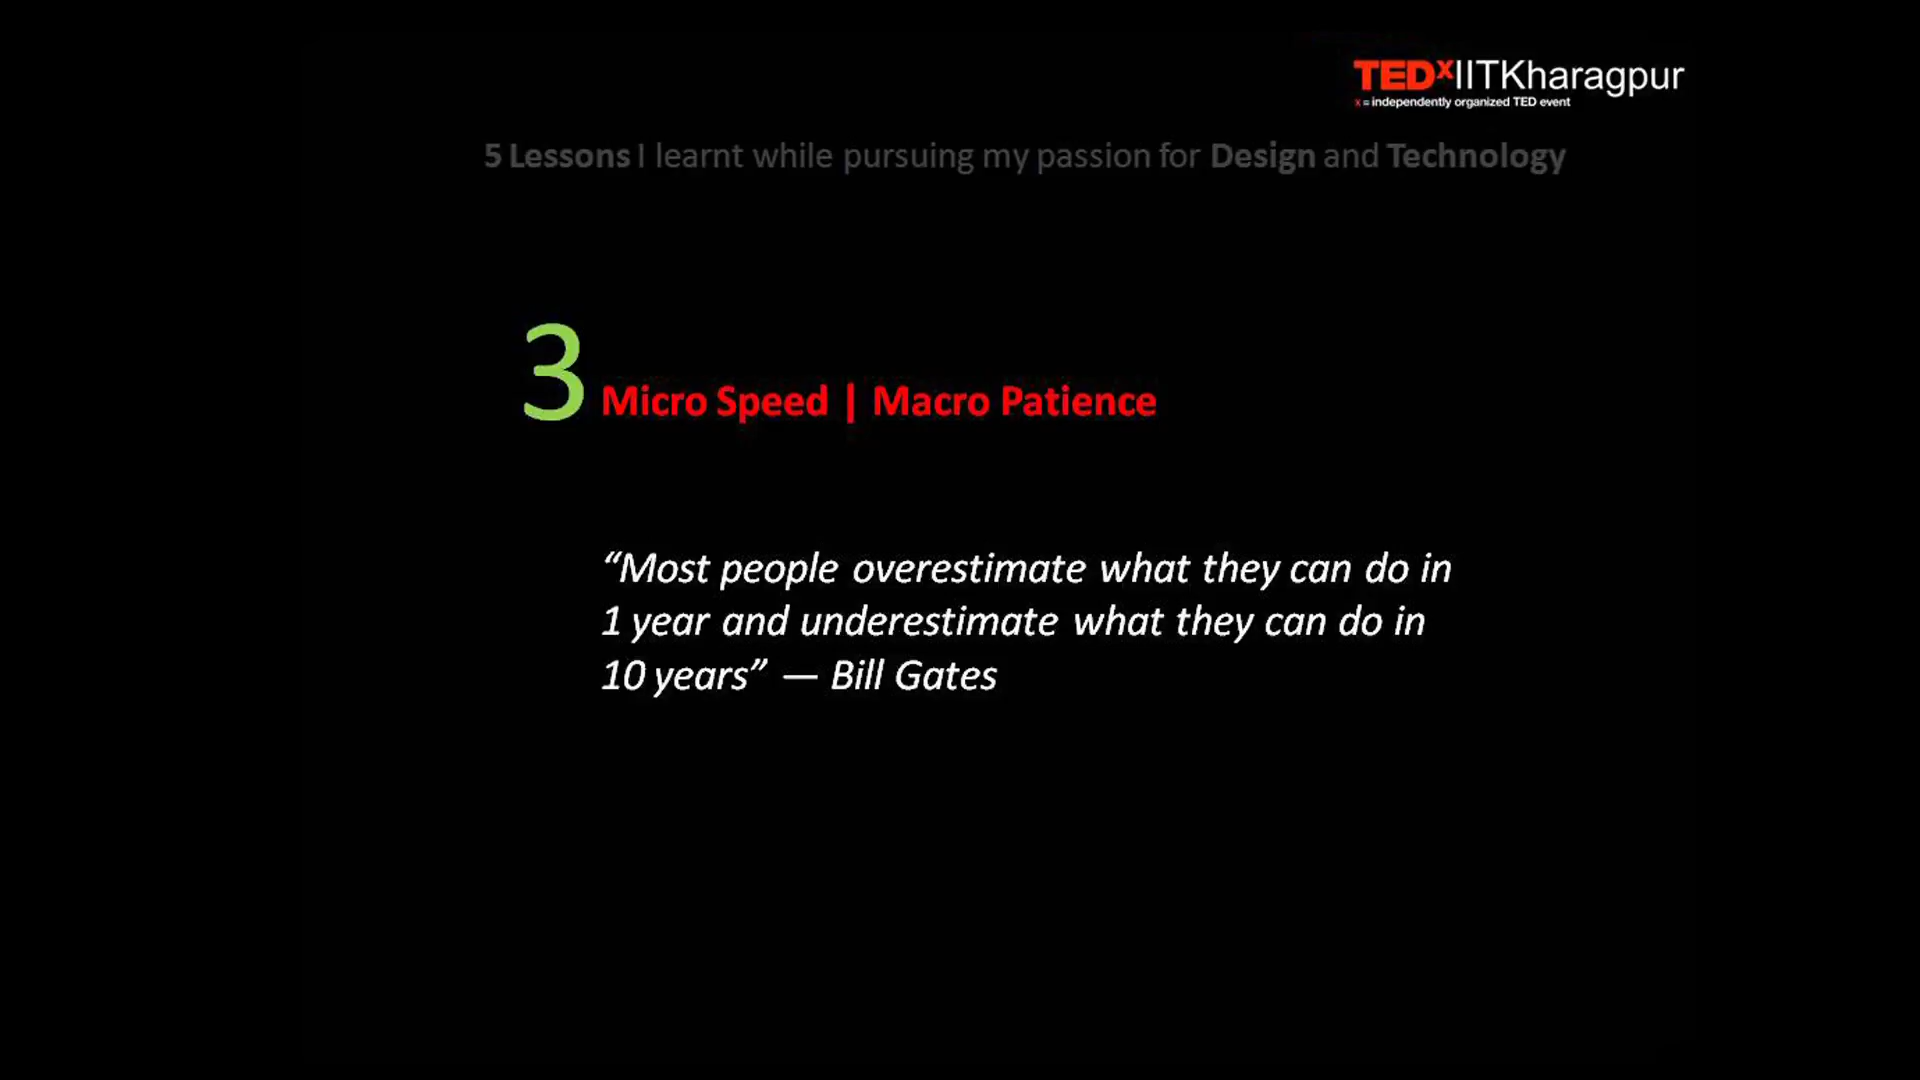 TEDxIITKharagpur
x = independently organized TED event
5 Lessons I learnt while pursuing my passion for Design and Technology
3 Micro Speed | Macro Patience
“Most people overestimate what they can do in
1 year and underestimate what they can do in
10 years” — Bill Gates